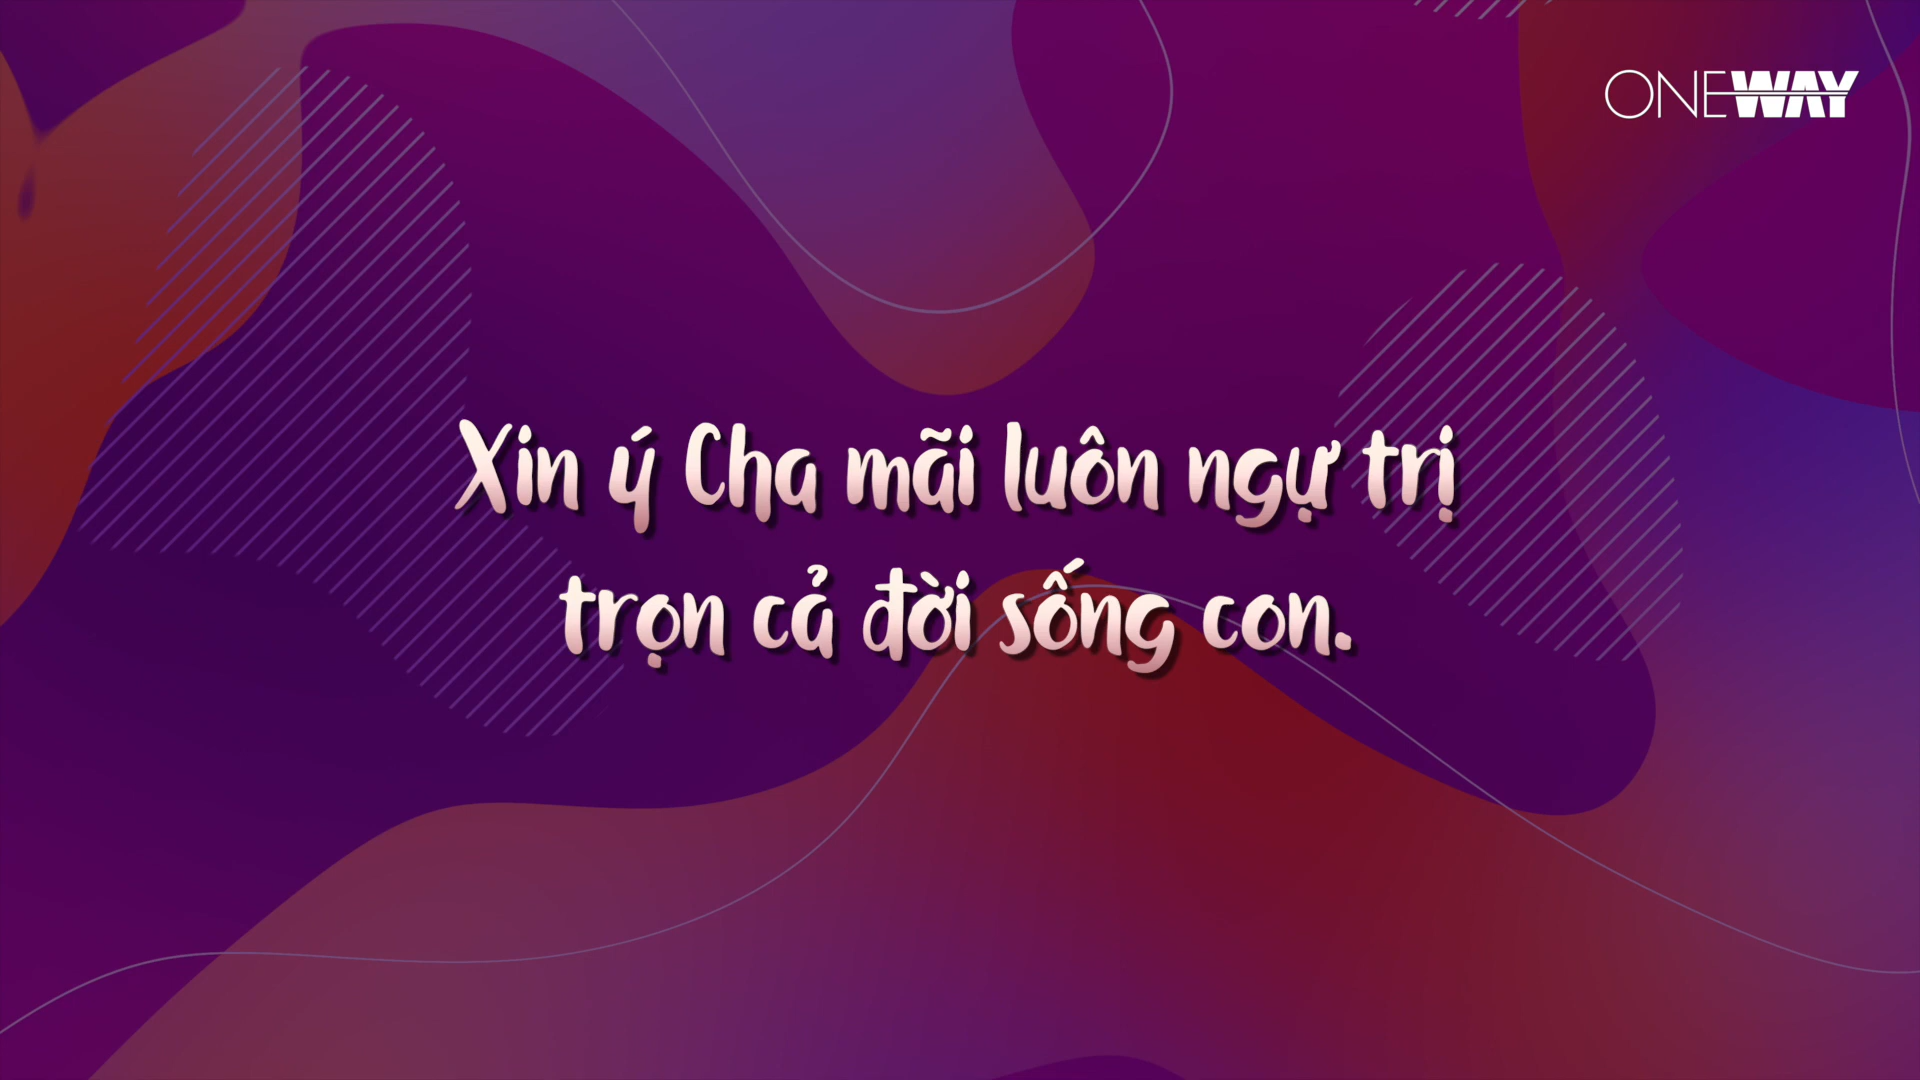 ONEWAY
Xin ý Cha mãi luôn ngự trị
trọn cả đời sống con.